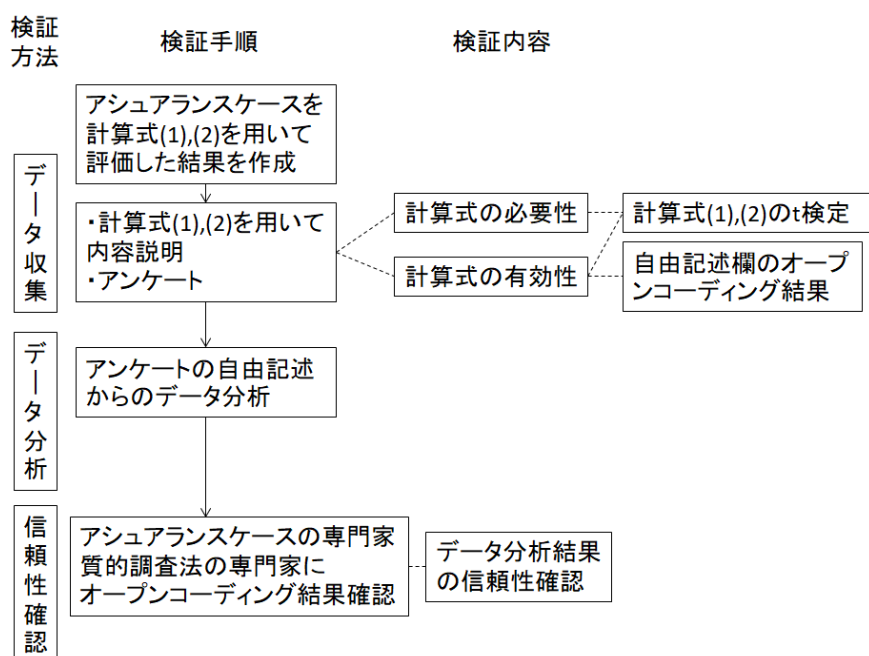 検証
方法
検証手順
検証内容
アシュアランスケースを
計算式(1),(2)を用いて
評価した結果を作成
データ収集
・計算式(1),(2)を用いて
内容説明
・アンケート
計算式の必要性
計算式(1),(2)のt検定
計算式の有効性
自由記述欄のオープ
ンコーディング結果
データ分析
アンケートの自由記述
からのデータ分析
信頼性確認
アシュアランスケースの専門家
質的調査法の専門家に
オープンコーディング結果確認
データ分析結果
の信頼性確認